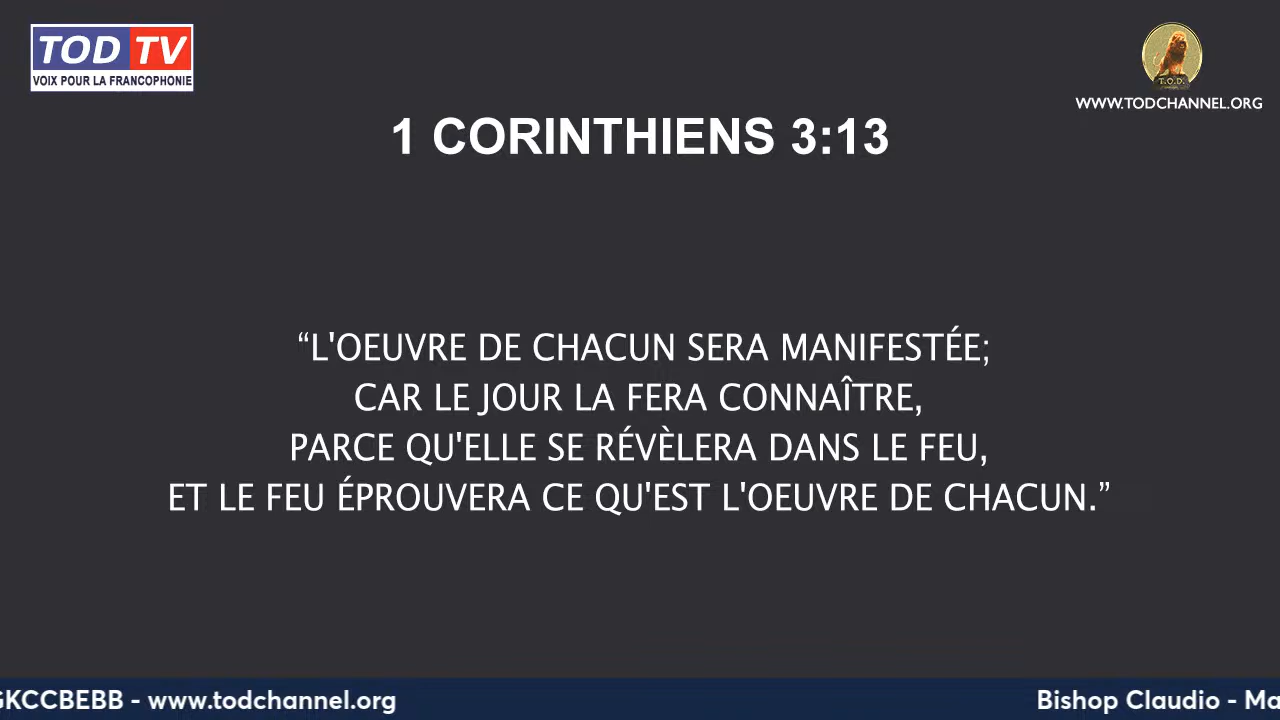 TOD TV
VOIX POUR LA FRANCOPHONIE
T.O.D.
WWW.TODCHANNEL.ORG
1 CORINTHIENS 3:13
“L'OEUVRE DE CHACUN SERA MANIFESTÉE;
CAR LE JOUR LA FERA CONNAÎTRE,
PARCE QU'ELLE SE RÉVÈLERA DANS LE FEU,
ET LE FEU ÉPROUVERA CE QU'EST L'OEUVRE DE CHACUN.”
GKCCBEBB - www.todchannel.org
Bishop Claudio - Ma